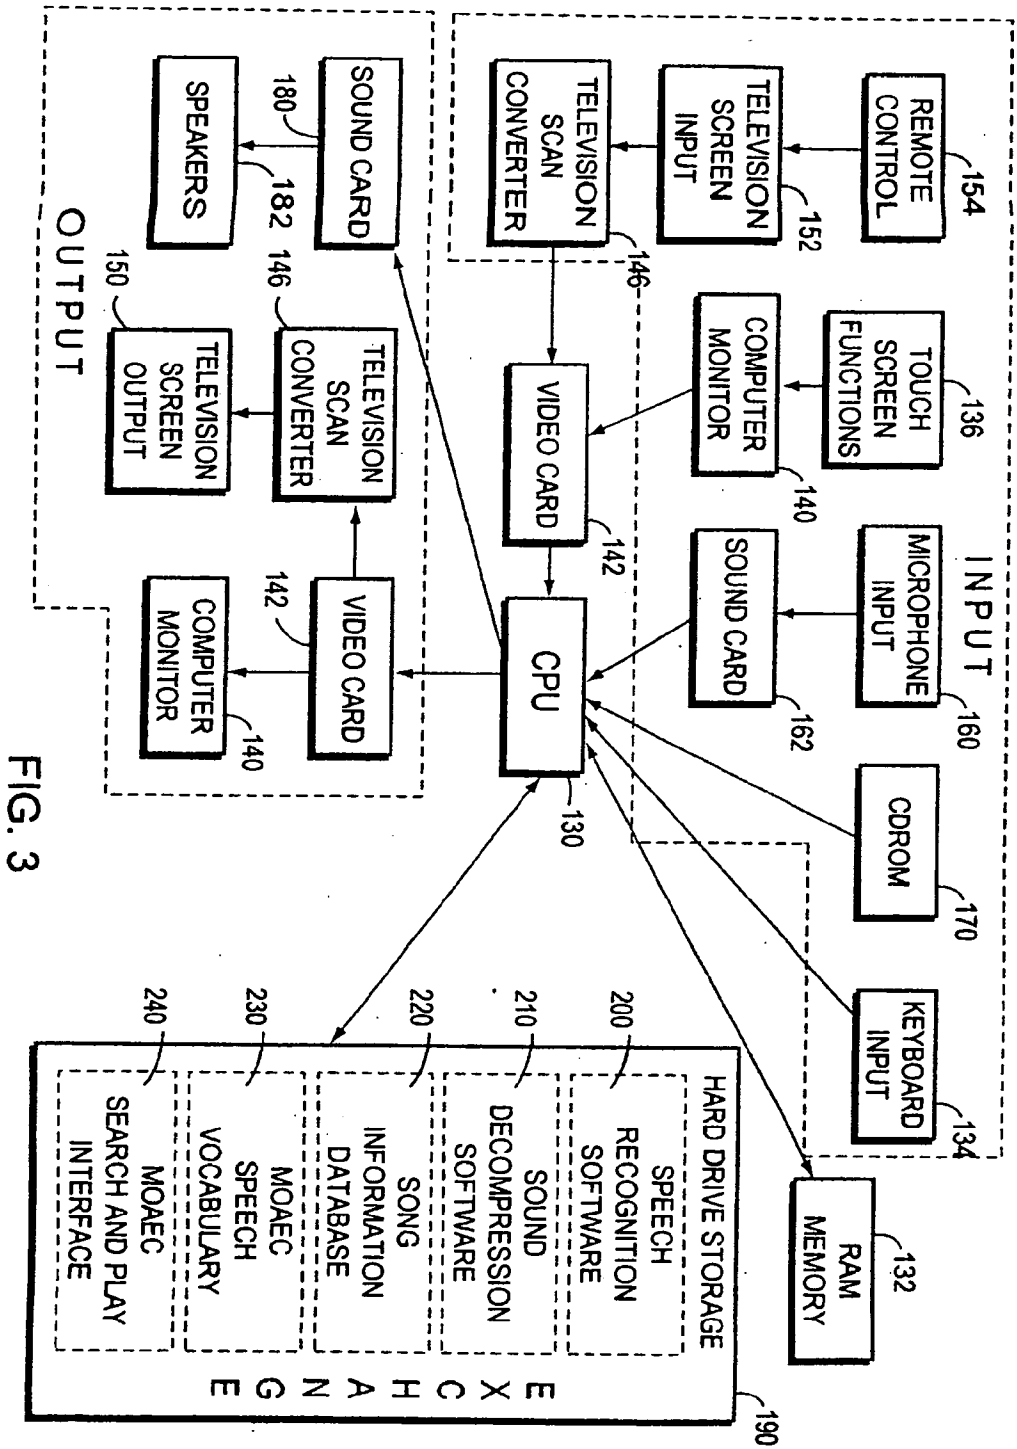 INPUT
REMOTE
CONTROL
154
TOUCH
SCREEN
FUNCTIONS
136
MICROPHONE
INPUT
160
CDROM
170
KEYBOARD
INPUT
134
RAM
MEMORY
132
TELEVISION
SCREEN
INPUT
152
COMPUTER
MONITOR
140
SOUND CARD
162
TELEVISION
SCAN
CONVERTER
146
VIDEO CARD
142
CPU
130
HARD DRIVE STORAGE
190
200
SPEECH
RECOGNITION
SOFTWARE
210
SOUND
DECOMPRESSION
SOFTWARE
220
SONG
INFORMATION
DATABASE
230
MOAEC
SPEECH
VOCABULARY
240
MOAEC
SEARCH AND PLAY
INTERFACE
EXCHANGE
SOUND CARD
180
SPEAKERS
182
TELEVISION
SCAN
CONVERTER
146
TELEVISION
SCREEN
OUTPUT
150
VIDEO CARD
142
COMPUTER
MONITOR
140
OUTPUT
FIG. 3